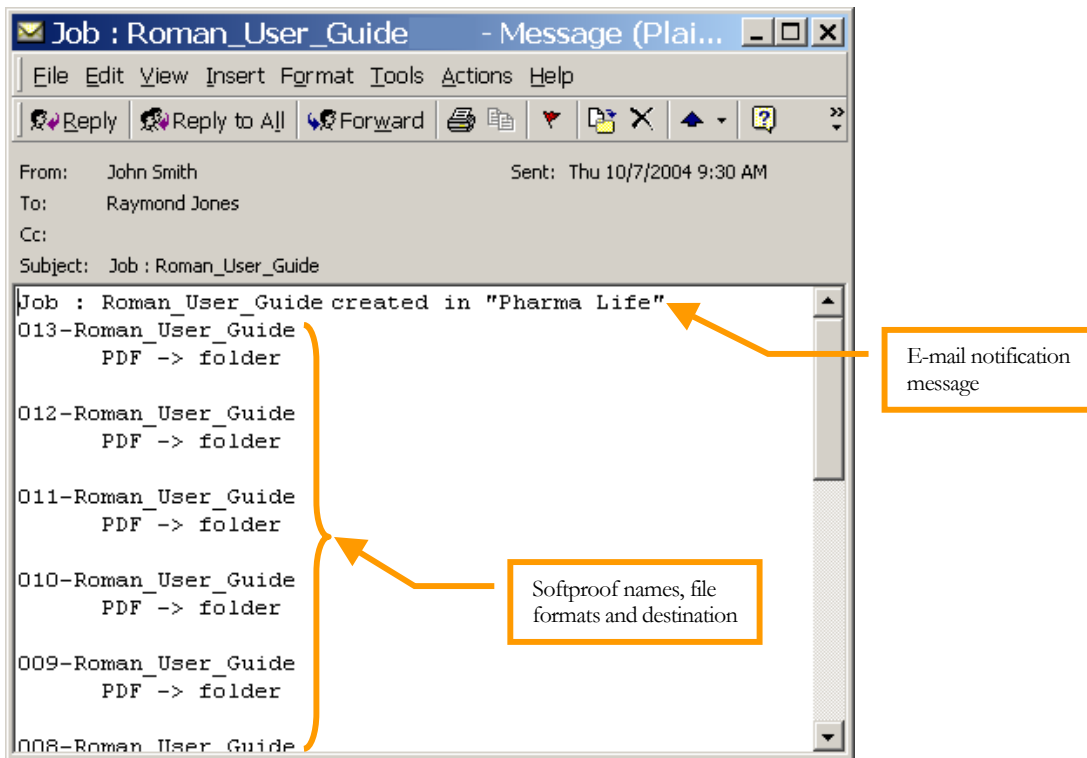 Job : Roman_User_Guide - Message (Plai...
File Edit View Insert Format Tools Actions Help
Reply Reply to All Forward
From: John Smith Sent: Thu 10/7/2004 9:30 AM
To: Raymond Jones
Cc:
Subject: Job : Roman_User_Guide
Job : Roman_User_Guide created in "Pharma Life"
013-Roman_User_Guide
PDF -> folder
012-Roman_User_Guide
PDF -> folder
011-Roman_User_Guide
PDF -> folder
010-Roman_User_Guide
PDF -> folder
009-Roman_User_Guide
PDF -> folder
008-Roman_User_Guide
E-mail notification
message
Softproof names, file
formats and destination